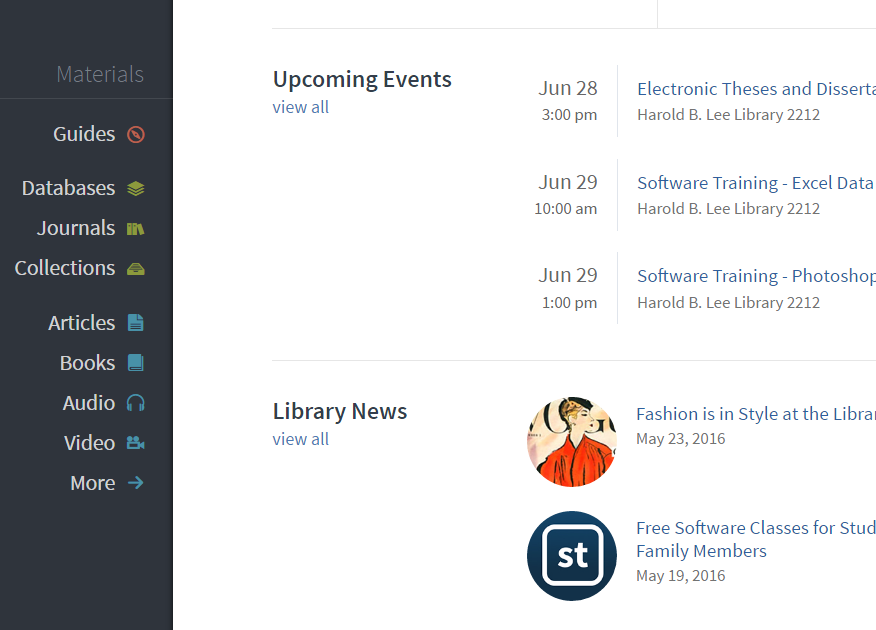 Materials
Guides
Databases
Journals
Collections
Articles
Books
Audio
Video
More
Upcoming Events
view all
Jun 28
3:00 pm
Electronic Theses and
Harold B. Lee Library 2212
Jun 29
10:00 am
Software Training - Excel Data
Harold B. Lee Library 2212
Jun 29
1:00 pm
Software Training - Photoshop
Harold B. Lee Library 2212
Library News
view all
Fashion is in Style at the
May 23, 2016
st
Free Software Classes for
Family Members
May 19, 2016